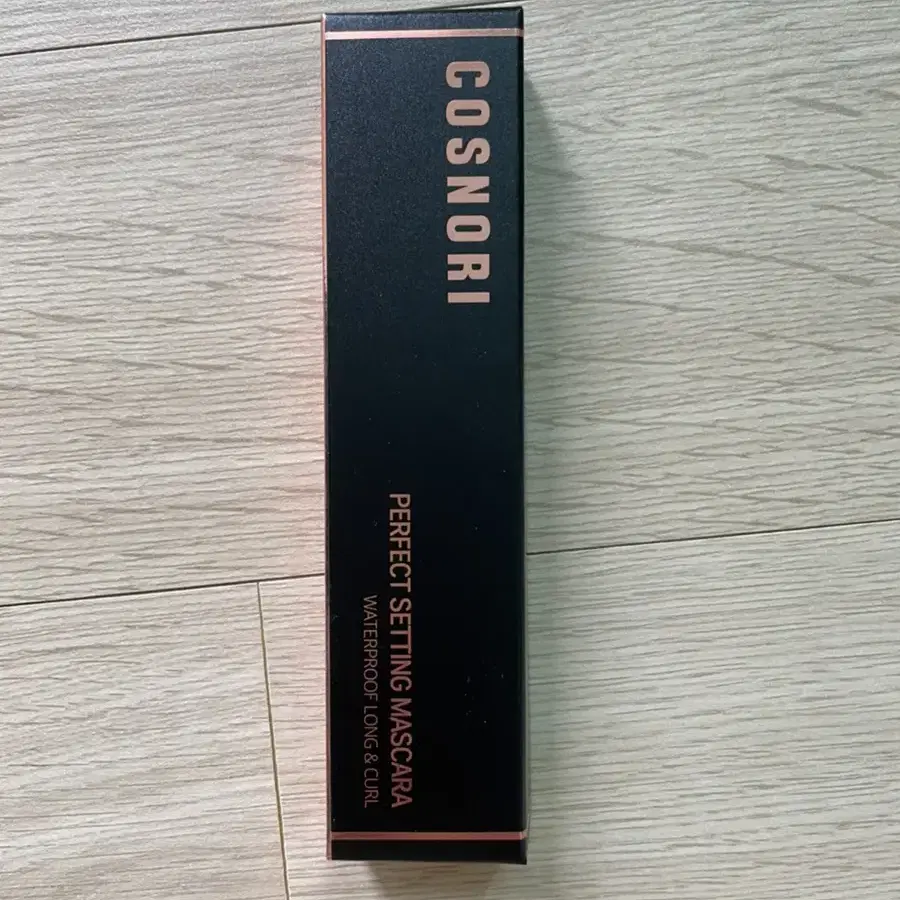 COSNORI
PERFECT SETTING MASCARA
WATERPROOF LONG & CURL